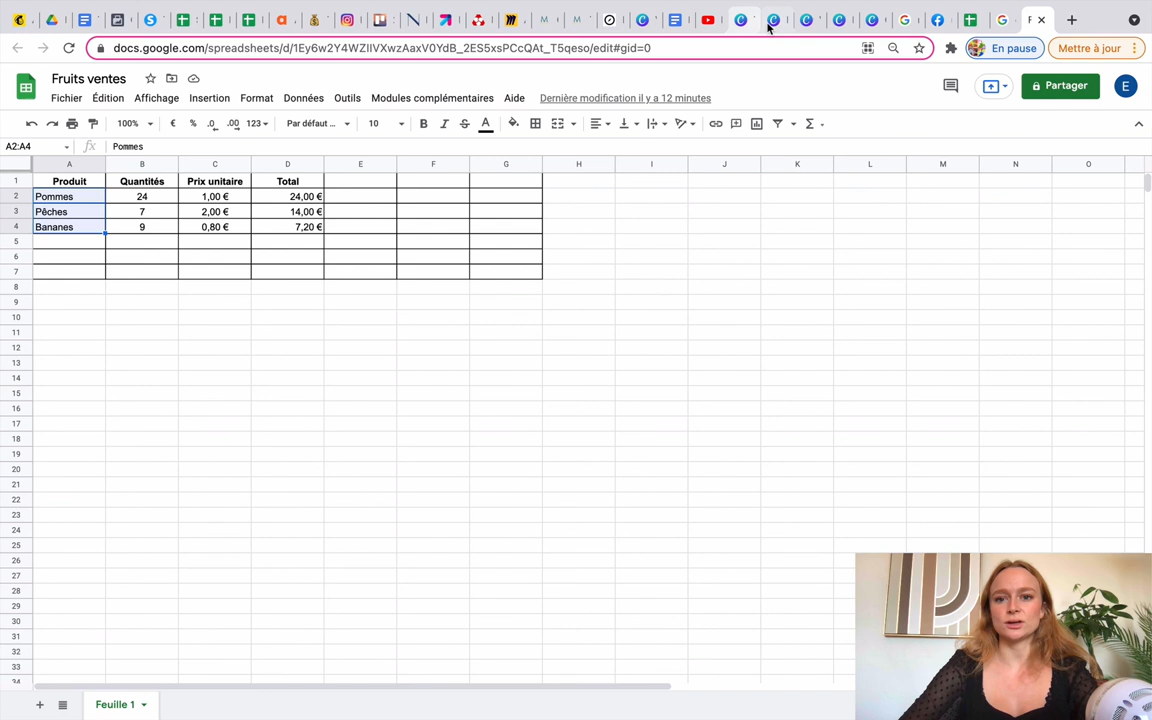 docs.google.com/spreadsheets/d/1Ey6w2Y4WZIIVXwzAaxV0YdB_2ES5xsPCcQAt_T5qeso/edit#gid=0
En pause
Mettre à jour
Fruits ventes
Fichier Édition Affichage Insertion Format Données Outils Modules complémentaires Aide Dernière modification il y a 12 minutes
Partager
E
100% € % .0 .00 123 Par défaut ... 10 B I S A Σ
A2:A4 fx Pommes
A B C D E F G H I J K L M N O
1 Produit Quantités Prix unitaire Total
2 Pommes 24 1,00 € 24,00 €
3 Pêches 7 2,00 € 14,00 €
4 Bananes 9 0,80 € 7,20 €
5
6
7
8
9
10
11
12
13
14
15
16
17
18
19
20
21
22
23
24
25
26
27
28
29
30
31
32
33
34
Feuille 1